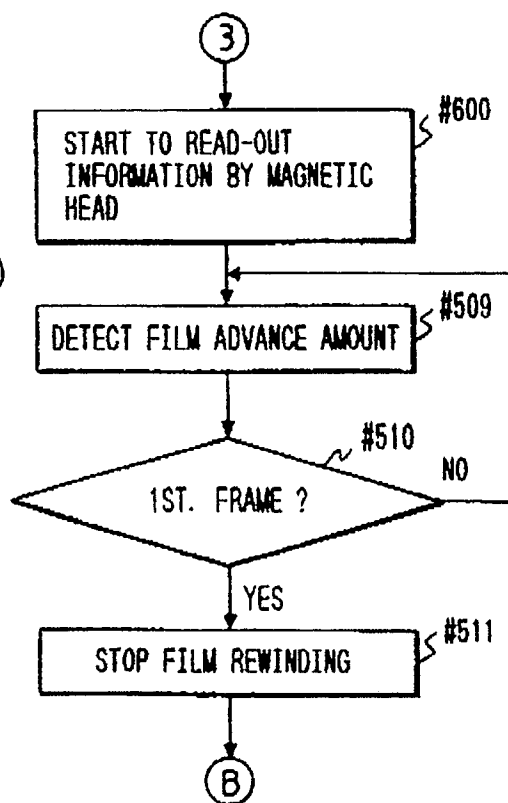 3
#600
START TO READ-OUT
INFORMATION BY MAGNETIC
HEAD
#509
DETECT FILM ADVANCE AMOUNT
#510
1ST. FRAME ?
NO
YES
#511
STOP FILM REWINDING
B